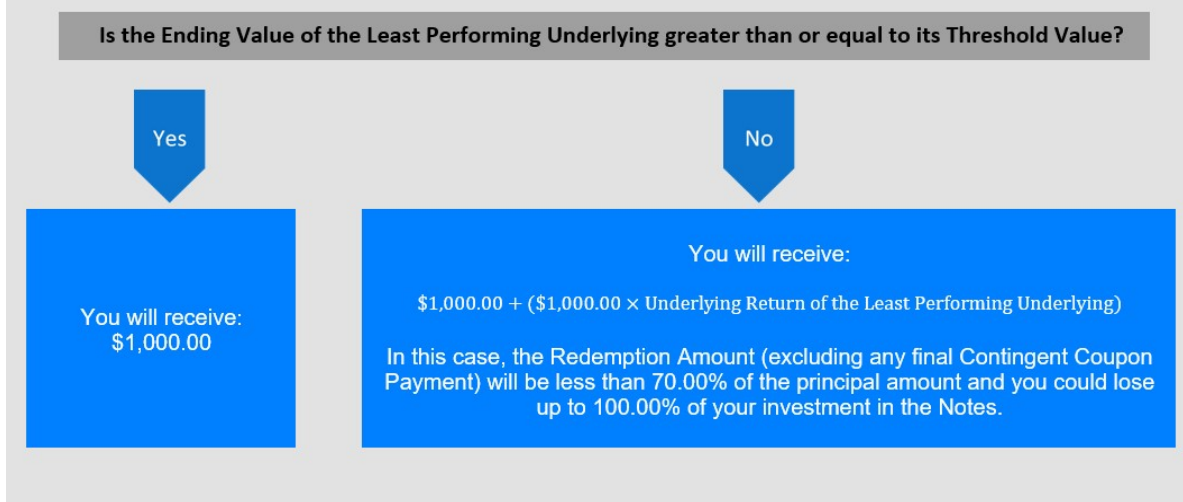 Is the Ending Value of the Least Performing Underlying greater than or equal to its Threshold Value?
Yes
No
You will receive:
$1,000.00
You will receive:
$1,000.00 + ($1,000.00 × Underlying Return of the Least Performing Underlying)
In this case, the Redemption Amount (excluding any final Contingent Coupon
Payment) will be less than 70.00% of the principal amount and you could lose
up to 100.00% of your investment in the Notes.